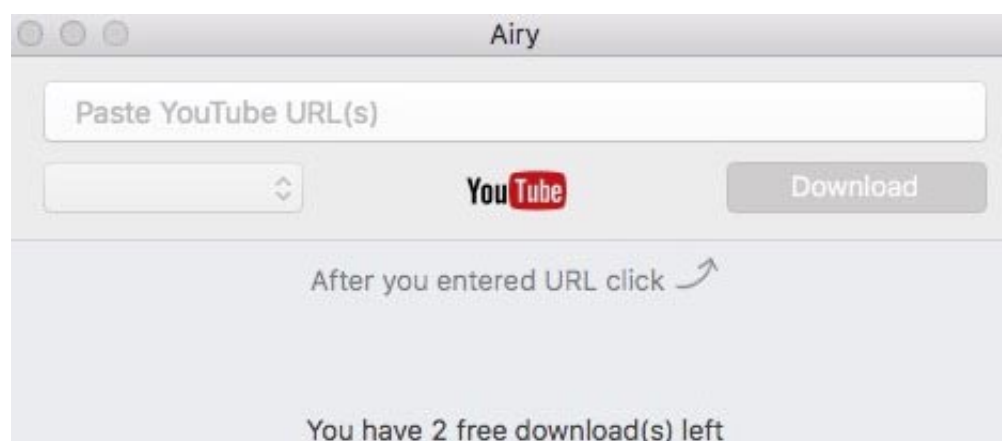 Airy
Paste YouTube URL(s)
YouTube
Download
After you entered URL click
You have 2 free download(s) left